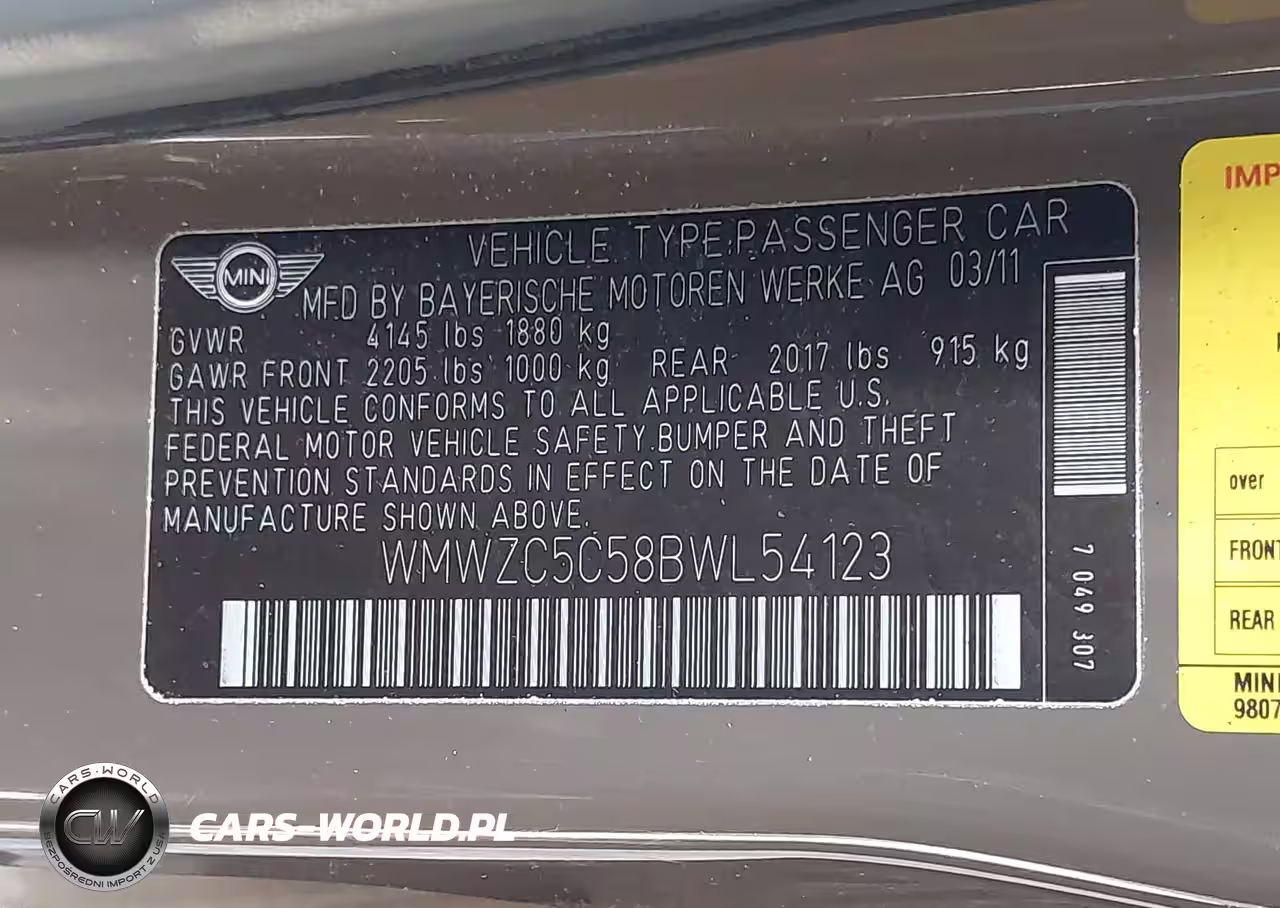 MINI
VEHICLE TYPE:PASSENGER CAR
MFD BY BAYERISCHE MOTOREN WERKE AG 03/11
GVWR 4145 lbs 1880 kg
GAWR FRONT 2205 lbs 1000 kg REAR 2017 lbs 915 kg
THIS VEHICLE CONFORMS TO ALL APPLICABLE U.S.
FEDERAL MOTOR VEHICLE SAFETY.BUMPER AND THEFT
PREVENTION STANDARDS IN EFFECT ON THE DATE OF
MANUFACTURE SHOWN ABOVE.
WMWZC5C58BWL54123
7 049 307
IMP
over
FRONT
REAR
MINI
9807
CARS-WORLD
CW
BEZPOŚREDNI IMPORT Z USA
CARS-WORLD.PL